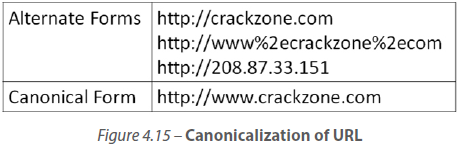 Alternate Forms http://crackzone.com
http://www%2ecrackzone%2ecom
http://208.87.33.151
Canonical Form http://www.crackzone.com
Figure 4.15 – Canonicalization of URL